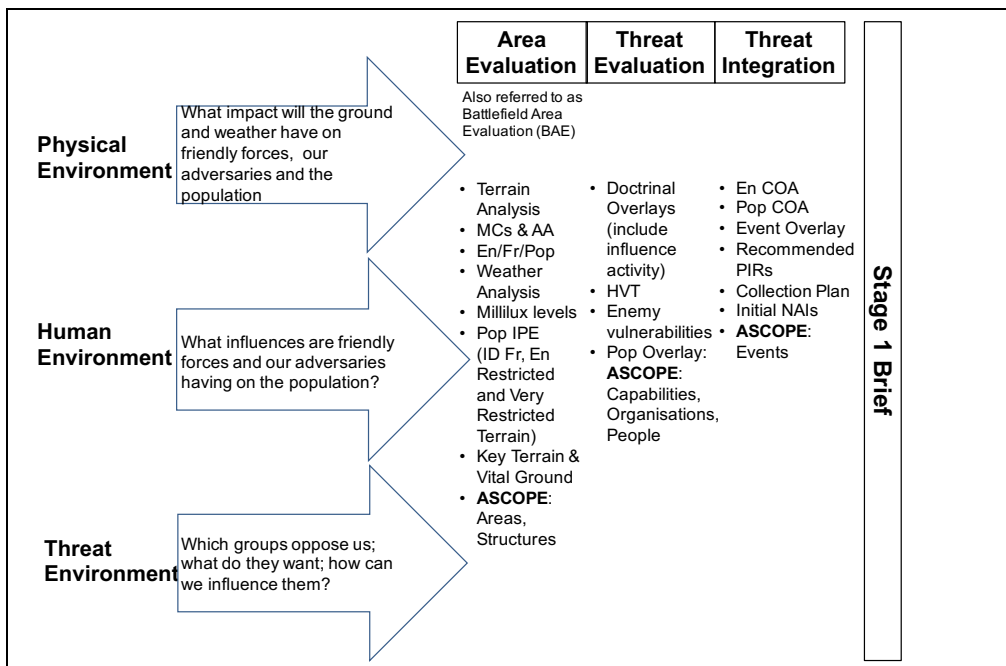 Area
Evaluation
Threat
Evaluation
Threat
Integration
Also referred to as
Battlefield Area
Evaluation (BAE)
Physical
Environment
What impact will the ground
and weather have on
friendly forces, our
adversaries and the
population
Human
Environment
What influences are friendly
forces and our adversaries
having on the population?
Threat
Environment
Which groups oppose us;
what do they want; how can
we influence them?
• Terrain
Analysis
• MCs & AA
• En/Fr/Pop
• Weather
Analysis
• Millilux levels
• Pop IPE
(ID Fr, En
Restricted
and Very
Restricted
Terrain)
• Key Terrain &
Vital Ground
• ASCOPE:
Areas,
Structures
• Doctrinal
Overlays
(include
influence
activity)
• HVT
• Enemy
vulnerabilities
• Pop Overlay:
ASCOPE:
Capabilities,
Organisations,
People
• En COA
• Pop COA
• Event Overlay
• Recommended
PIRs
• Collection Plan
• Initial NAIs
• ASCOPE:
Events
Stage 1 Brief